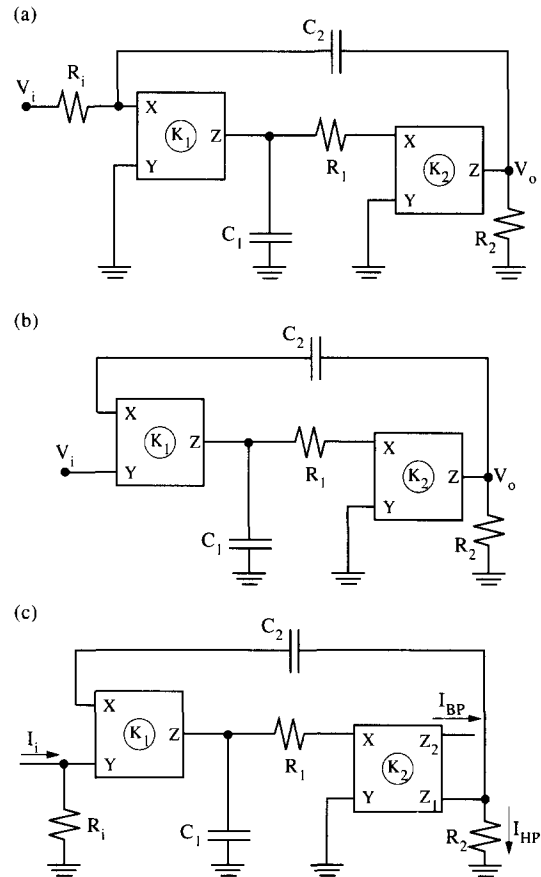 (a)
C2
Vi Ri
X K1 Z
Y
R1
X K2 Z Vo
Y
C1
R2
(b)
C2
X K1 Z
Vi Y
R1
X K2 Z Vo
Y
C1
R2
(c)
C2
IBP
X K1 Z
Ii Y
R1
X K2 Z2
Y Z1
Ri
C1
R2 IHP